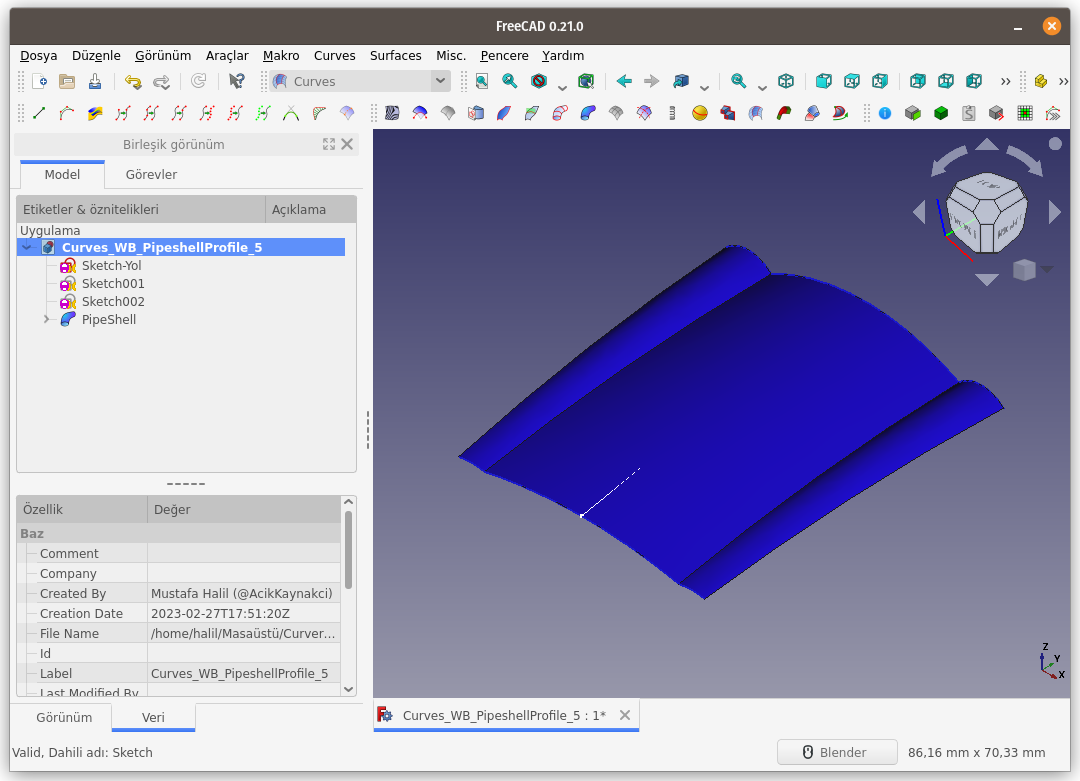 FreeCAD 0.21.0
Dosya Düzenle Görünüm Araçlar Makro Curves Surfaces Misc. Pencere Yardım
Curves
Birleşik görünüm
Model Görevler
Etiketler & öznitelikleri Açıklama
Uygulama
Curves_WB_PipeshellProfile_5
Sketch-Yol
Sketch001
Sketch002
PipeShell
Özellik Değer
Baz
Comment
Company
Created By Mustafa Halil (@AcikKaynakci)
Creation Date 2023-02-27T17:51:20Z
File Name /home/halil/Masaüstü/Curver...
Id
Label Curves_WB_PipeshellProfile_5
Last Modified By
Z
Y
X
Görünüm Veri
Curves_WB_PipeshellProfile_5 : 1*
Valid, Dahili adı: Sketch
Blender 86,16 mm x 70,33 mm